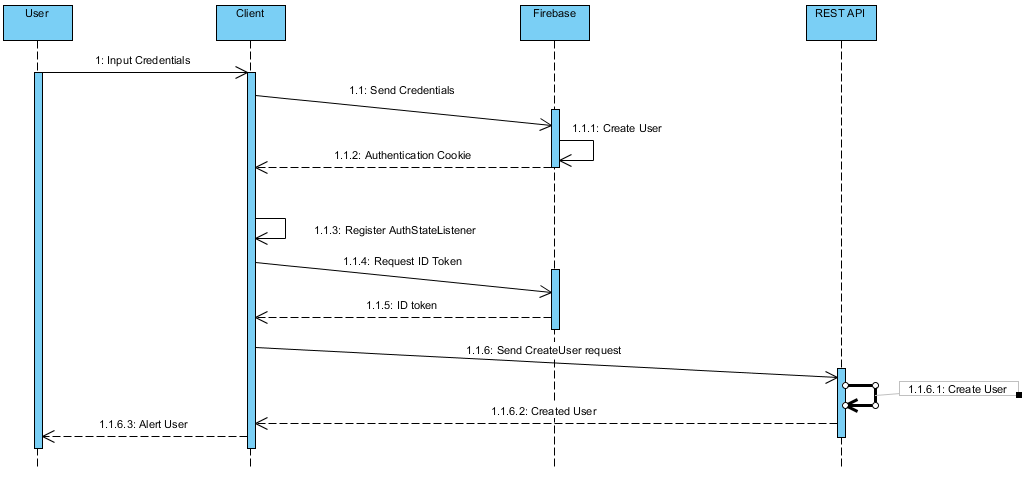 User
Client
Firebase
REST API
1: Input Credentials
1.1: Send Credentials
1.1.1: Create User
1.1.2: Authentication Cookie
1.1.3: Register AuthStateListener
1.1.4: Request ID Token
1.1.5: ID token
1.1.6: Send CreateUser request
1.1.6.1: Create User
1.1.6.2: Created User
1.1.6.3: Alert User